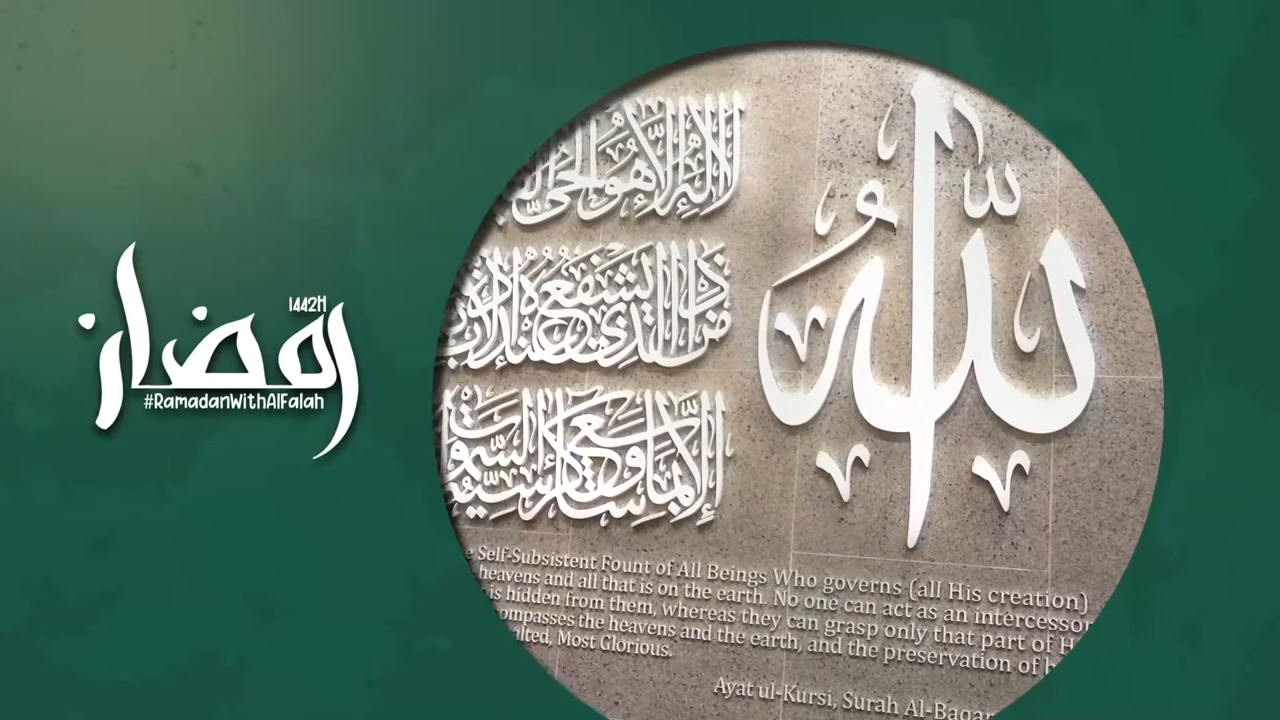 1442H
رمضان
#RamadanWithAlFalah
الله
لا إله إلا هو الحي
من ذا الذي يشفع عنده إلا
إلا بما وسع كرسيه السموت
Self-Subsistent Fount of All Beings Who governs (all His creation)
heavens and all that is on the earth. No one can act as an intercessor
is hidden from them, whereas they can grasp only that part of
the heavens and the earth, and the preservation of
Most Glorious.
Ayat ul-Kursi, Surah